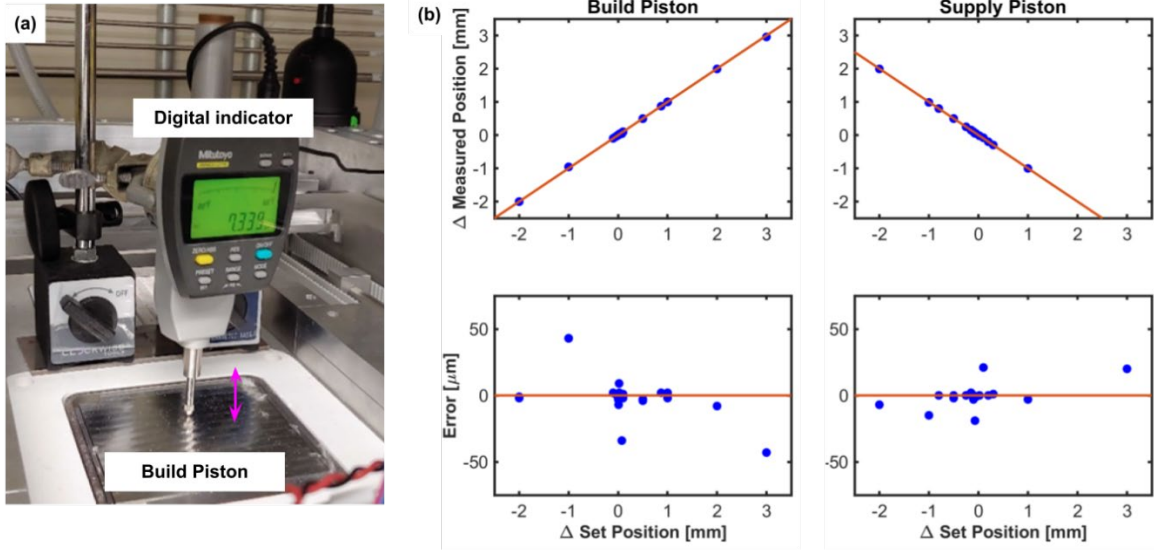 (a)
Digital indicator
Mitutoyo
7.339
ZERO/ABS
ON/OFF
PRESET
RANGE
MODE
OFF
Build Piston
(b)
Build Piston
Δ Measured Position [mm]
3
2
1
0
-1
-2
-2 -1 0 1 2 3
Supply Piston
3
2
1
0
-1
-2
-2 -1 0 1 2 3
Error [μm]
50
0
-50
-2 -1 0 1 2 3
Δ Set Position [mm]
50
0
-50
-2 -1 0 1 2 3
Δ Set Position [mm]